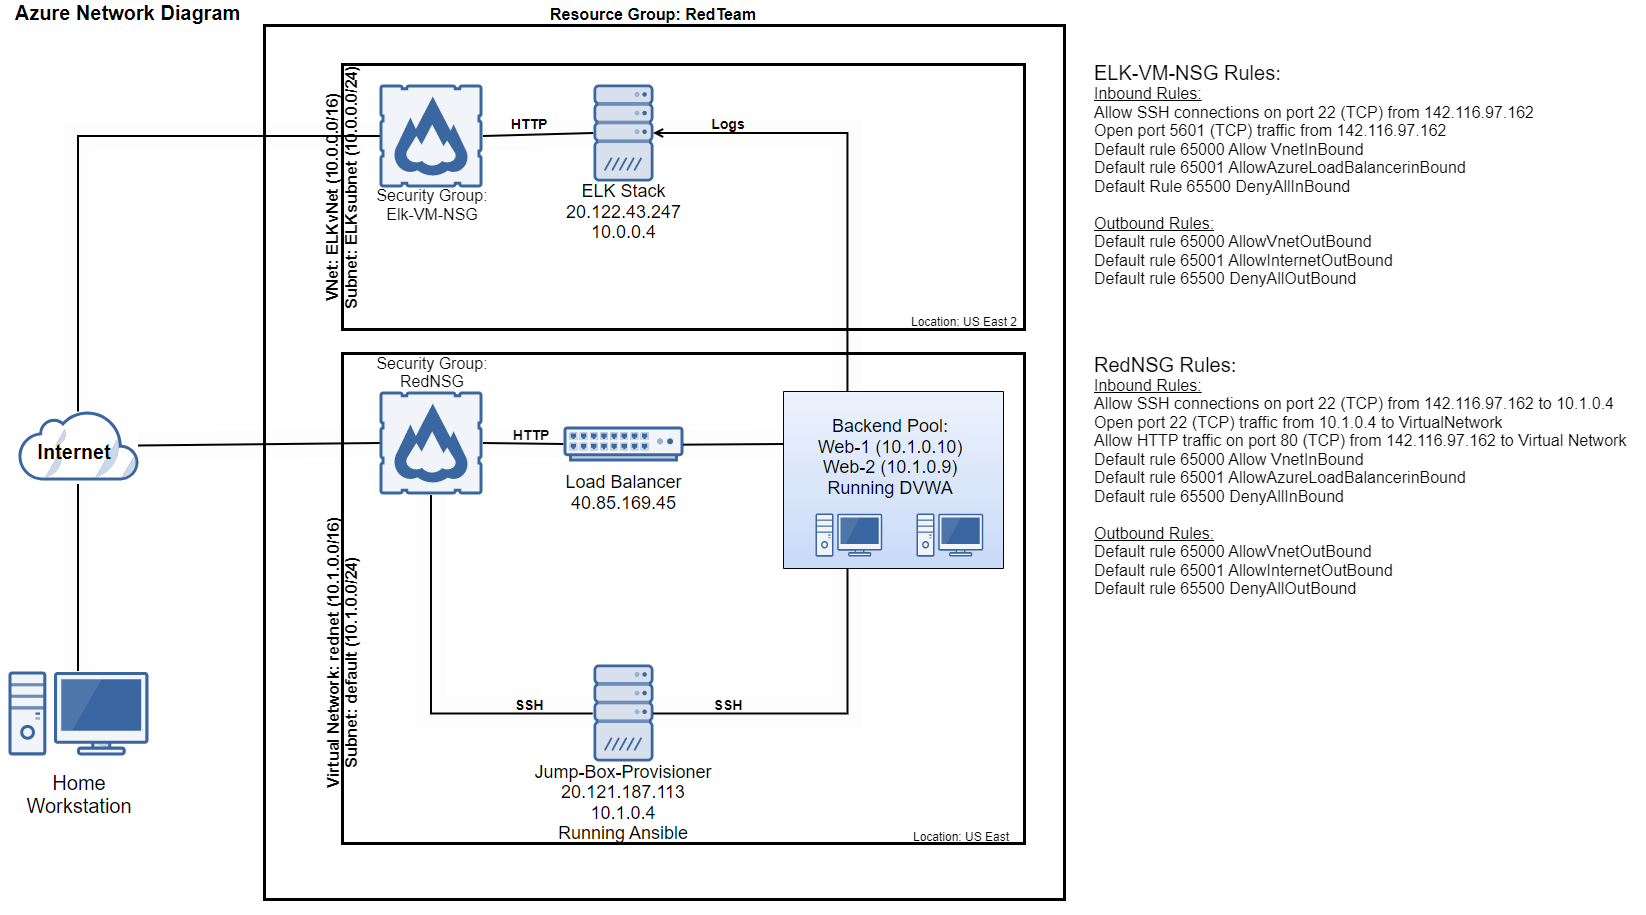 Azure Network Diagram
Resource Group: RedTeam
VNet: ELKvNet (10.0.0.0/16)
Subnet: ELKsubnet (10.0.0.0/24)
Security Group:
Elk-VM-NSG
HTTP
ELK Stack
20.122.43.247
10.0.0.4
Logs
Location: US East 2
Virtual Network: rednet (10.1.0.0/16)
Subnet: default (10.1.0.0/24)
Security Group:
RedNSG
HTTP
Load Balancer
40.85.169.45
Backend Pool:
Web-1 (10.1.0.10)
Web-2 (10.1.0.9)
Running DVWA
SSH
SSH
Jump-Box-Provisioner
20.121.187.113
10.1.0.4
Running Ansible
Location: US East
Internet
Home
Workstation
ELK-VM-NSG Rules:
Inbound Rules:
Allow SSH connections on port 22 (TCP) from 142.116.97.162
Open port 5601 (TCP) traffic from 142.116.97.162
Default rule 65000 Allow VnetInBound
Default rule 65001 AllowAzureLoadBalancerinBound
Default Rule 65500 DenyAllInBound
Outbound Rules:
Default rule 65000 AllowVnetOutBound
Default rule 65001 AllowInternetOutBound
Default rule 65500 DenyAllOutBound
RedNSG Rules:
Inbound Rules:
Allow SSH connections on port 22 (TCP) from 142.116.97.162 to 10.1.0.4
Open port 22 (TCP) traffic from 10.1.0.4 to VirtualNetwork
Allow HTTP traffic on port 80 (TCP) from 142.116.97.162 to Virtual Network
Default rule 65000 Allow VnetInBound
Default rule 65001 AllowAzureLoadBalancerinBound
Default rule 65500 DenyAllInBound
Outbound Rules:
Default rule 65000 AllowVnetOutBound
Default rule 65001 AllowInternetOutBound
Default rule 65500 DenyAllOutBound